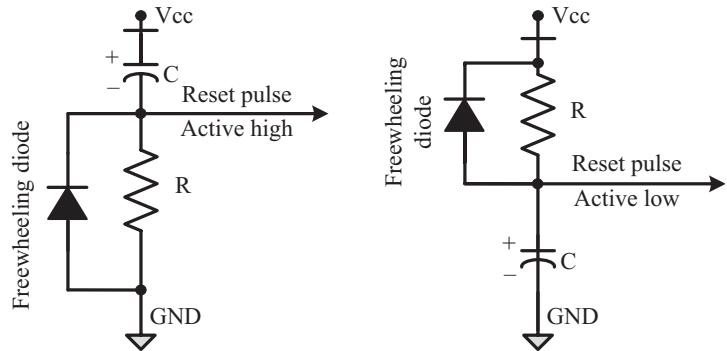 Vcc
+
−
C
Reset pulse
Active high
Freewheeling diode
R
GND
Vcc
Freewheeling
diode
R
Reset pulse
Active low
+
−
C
GND